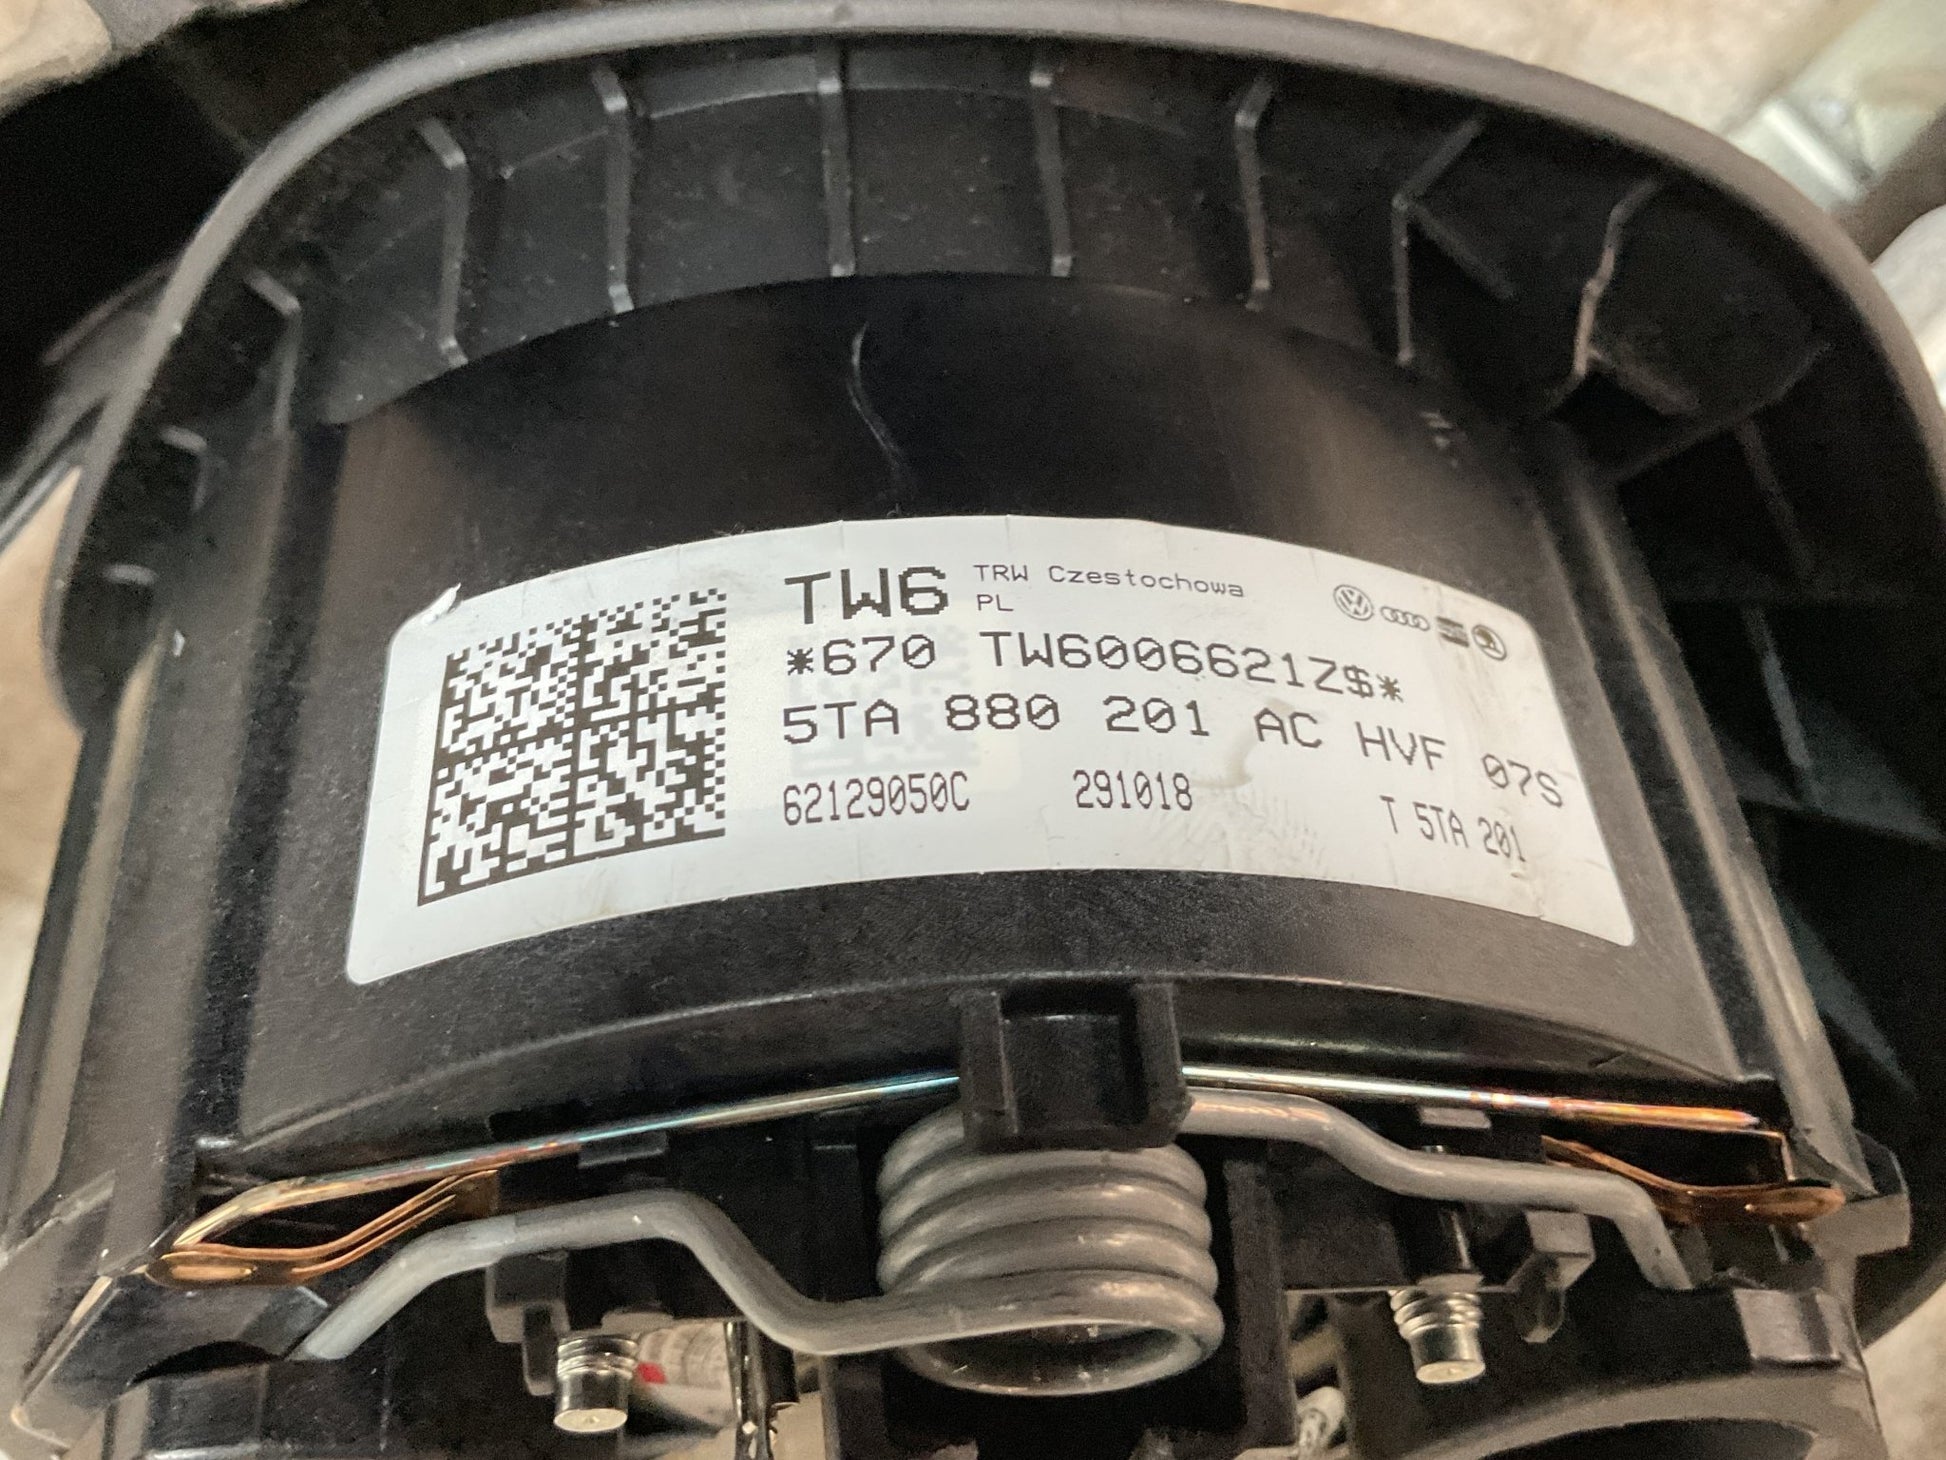 TW6 TRW Czestochowa
PL
*670 TW6006621Z$*
5TA 880 201 AC HVF 07S
62129050C 291018 T 5TA 201